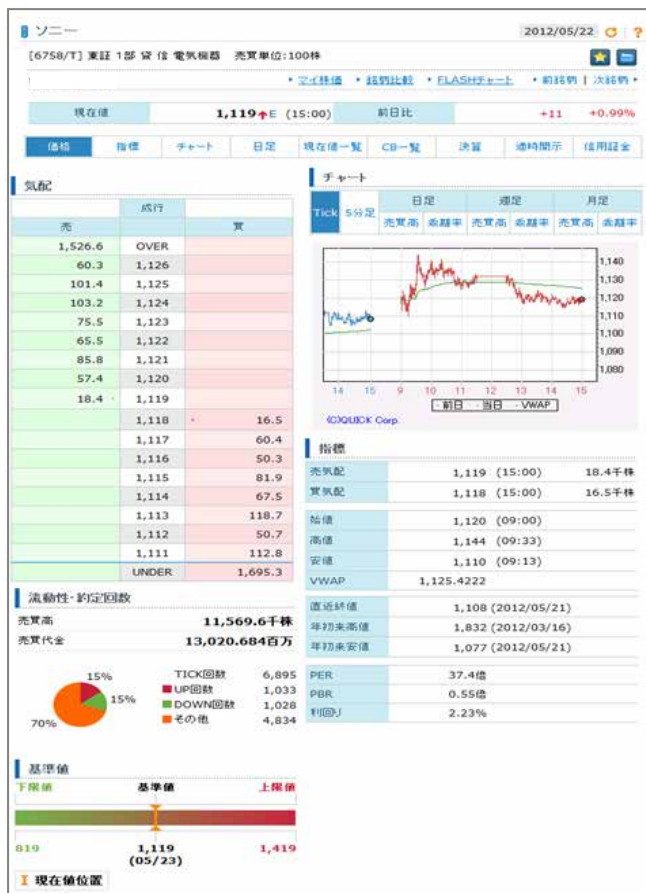 ソニー 2012/05/22 ?
[6758/T] 東証 1部 貸 信 電気機器 売買単位:100株
・マイ株価 ・銘柄比較 ・FLASHチャート ・前銘柄 | 次銘柄・
現在値 1,119↑E (15:00) 前日比 +11 +0.99%
価格 指標 チャート 日足 現在値一覧 CB一覧 決算 適時開示 信用証金
気配
成行
売 買
1,526.6 OVER
60.3 1,126
101.4 1,125
103.2 1,124
75.5 1,123
65.5 1,122
85.8 1,121
57.4 1,120
18.4 1,119
1,118 16.5
1,117 60.4
1,116 50.3
1,115 81.9
1,114 67.5
1,113 118.7
1,112 50.7
1,111 112.8
UNDER 1,695.3
流動性・約定回数
売買高 11,569.6千株
売買代金 13,020.684百万
15%
15%
70%
TICK回数 6,895
UP回数 1,033
DOWN回数 1,028
その他 4,834
基準値
下限値 基準値 上限値
819 1,119 1,419
(05/23)
現在値位置
チャート
Tick 5分足 日足 週足 月足
売買高 乖離率 売買高 乖離率 売買高 乖離率
1,140
1,130
1,120
1,110
1,100
1,090
1,080
14 15 9 10 11 12 13 14 15
- 前日 - 当日 - VWAP
(C)QUICK Corp.
指標
売気配 1,119 (15:00) 18.4千株
買気配 1,118 (15:00) 16.5千株
始値 1,120 (09:00)
高値 1,144 (09:33)
安値 1,110 (09:13)
VWAP 1,125.4222
直近終値 1,108 (2012/05/21)
年初来高値 1,832 (2012/03/16)
年初来安値 1,077 (2012/05/21)
PER 37.4倍
PBR 0.55倍
利回り 2.23%